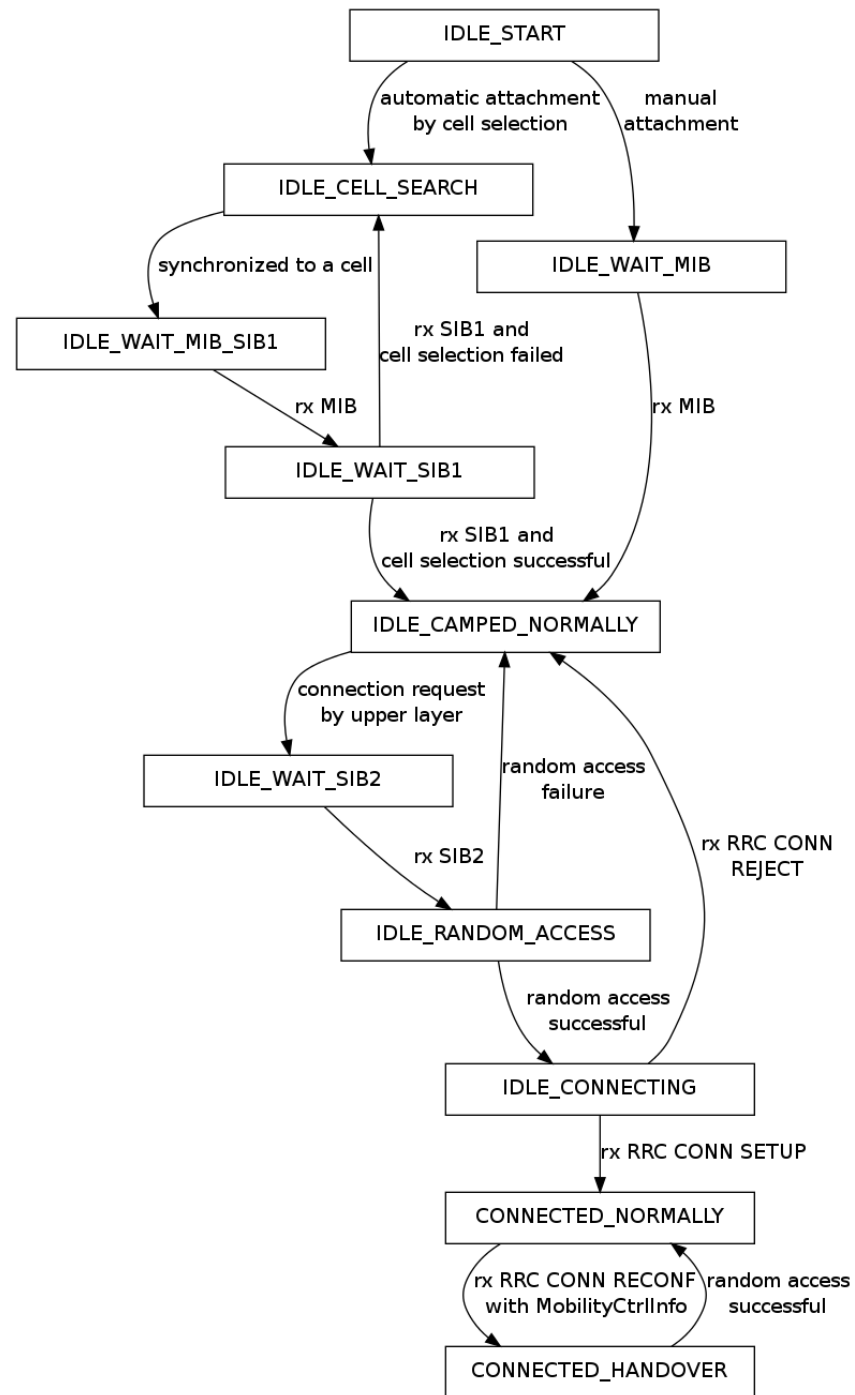 IDLE_START
automatic attachment
by cell selection
manual
attachment
IDLE_CELL_SEARCH
IDLE_WAIT_MIB
synchronized to a cell
IDLE_WAIT_MIB_SIB1
rx SIB1 and
cell selection failed
rx MIB
rx MIB
IDLE_WAIT_SIB1
rx SIB1 and
cell selection successful
IDLE_CAMPED_NORMALLY
connection request
by upper layer
IDLE_WAIT_SIB2
random access
failure
rx RRC CONN
REJECT
rx SIB2
IDLE_RANDOM_ACCESS
random access
successful
IDLE_CONNECTING
rx RRC CONN SETUP
CONNECTED_NORMALLY
rx RRC CONN RECONF
with MobilityCtrlInfo
random access
successful
CONNECTED_HANDOVER